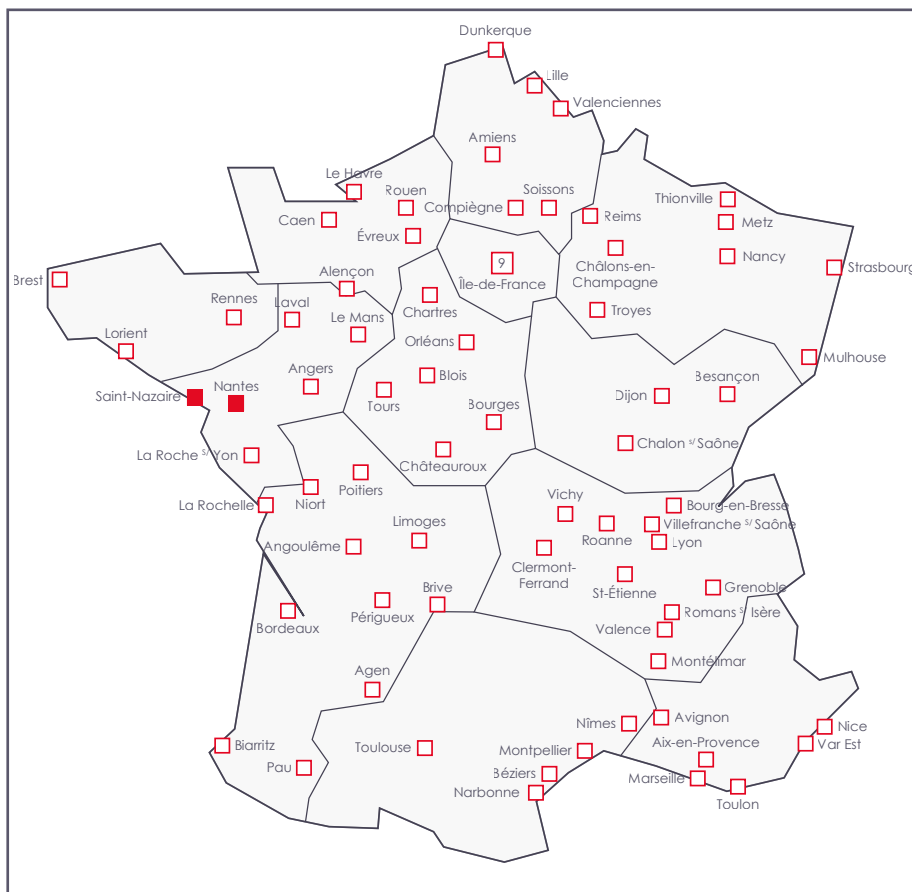 Dunkerque
Lille
Valenciennes
Amiens
Le Havre
Rouen
Soissons
Thionville
Compiègne
Reims
Caen
Metz
Évreux
Châlons-en-
Champagne
Nancy
9
Strasbourg
Brest
Alençon
Île-de-France
Rennes
Laval
Chartres
Troyes
Le Mans
Lorient
Orléans
Mulhouse
Blois
Besançon
Angers
Saint-Nazaire
Nantes
Tours
Dijon
Bourges
Chalon s/ Saône
La Roche s/ Yon
Châteauroux
Poitiers
Niort
Vichy
La Rochelle
Bourg-en-Bresse
Villefranche s/ Saône
Limoges
Roanne
Lyon
Angoulême
Clermont-
Ferrand
St-Étienne
Grenoble
Brive
Périgueux
Romans s/ Isère
Bordeaux
Valence
Montélimar
Agen
Nîmes
Avignon
Nice
Biarritz
Toulouse
Montpellier
Aix-en-Provence
Var Est
Pau
Béziers
Marseille
Narbonne
Toulon